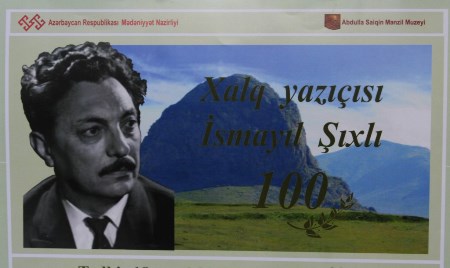 Azərbaycan Respublikası Mədəniyyət Nazirliyi
Abdulla Şaiqin Mənzil Muzeyi
Xalq yazıçısı
İsmayıl Şıxlı
100